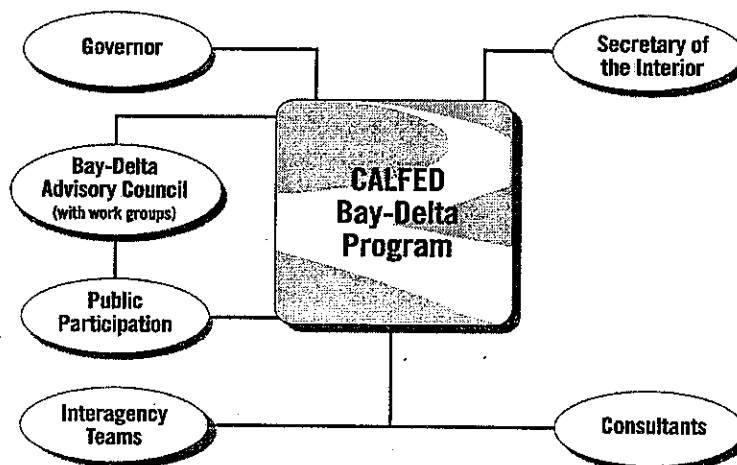 Governor
Secretary of
the Interior
Bay-Delta
Advisory Council
(with work groups)
CALFED
Bay-Delta
Program
Public
Participation
Interagency
Teams
Consultants